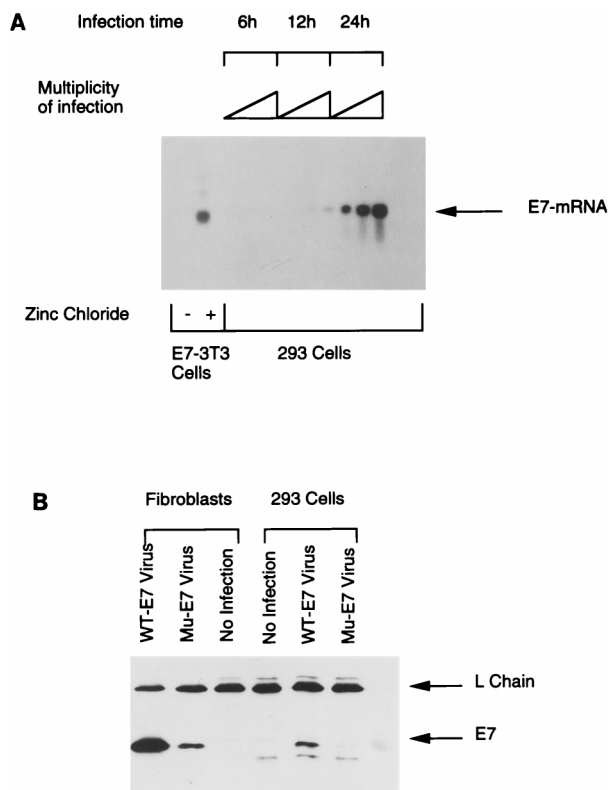 A
Infection time 6h 12h 24h
Multiplicity
of infection
E7-mRNA
Zinc Chloride - +
E7-3T3 293 Cells
Cells
B
Fibroblasts 293 Cells
WT-E7 Virus Mu-E7 Virus No Infection No Infection WT-E7 Virus Mu-E7 Virus
L Chain
E7